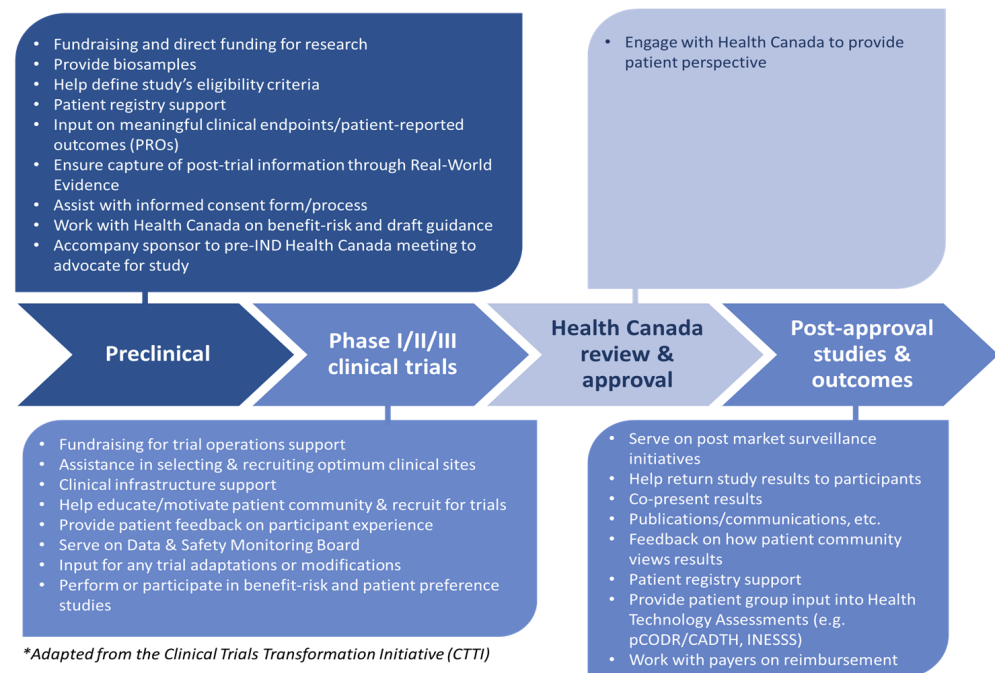 • Fundraising and direct funding for research
• Provide biosamples
• Help define study's eligibility criteria
• Patient registry support
• Input on meaningful clinical endpoints/patient-reported
outcomes (PROs)
• Ensure capture of post-trial information through Real-World
Evidence
• Assist with informed consent form/process
• Work with Health Canada on benefit-risk and draft guidance
• Accompany sponsor to pre-IND Health Canada meeting to
advocate for study
• Engage with Health Canada to provide
patient perspective
Preclinical
Phase I/II/III
clinical trials
Health Canada
review &
approval
Post-approval
studies &
outcomes
• Fundraising for trial operations support
• Assistance in selecting & recruiting optimum clinical sites
• Clinical infrastructure support
• Help educate/motivate patient community & recruit for trials
• Provide patient feedback on participant experience
• Serve on Data & Safety Monitoring Board
• Input for any trial adaptations or modifications
• Perform or participate in benefit-risk and patient preference
studies
• Serve on post market surveillance
initiatives
• Help return study results to participants
• Co-present results
• Publications/communications, etc.
• Feedback on how patient community
views results
• Patient registry support
• Provide patient group input into Health
Technology Assessments (e.g.
pCODR/CADTH, INESSS)
• Work with payers on reimbursement
*Adapted from the Clinical Trials Transformation Initiative (CTTI)